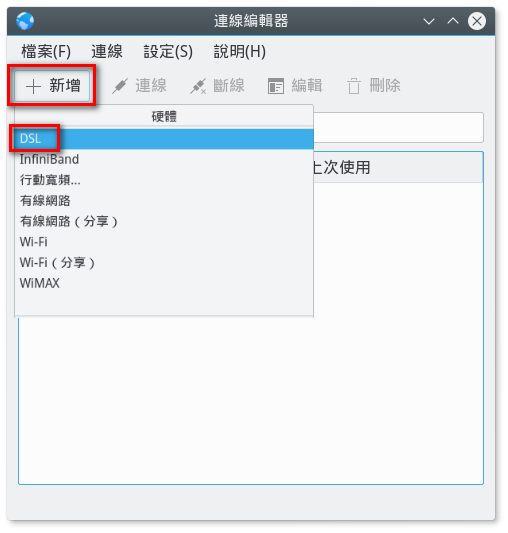 連線編輯器
檔案(F) 連線 設定(S) 說明(H)
新增 連線 斷線 編輯 刪除
硬體
DSL
InfiniBand
上次使用
行動寬頻...
有線網路
有線網路（分享）
Wi-Fi
Wi-Fi（分享）
WiMAX